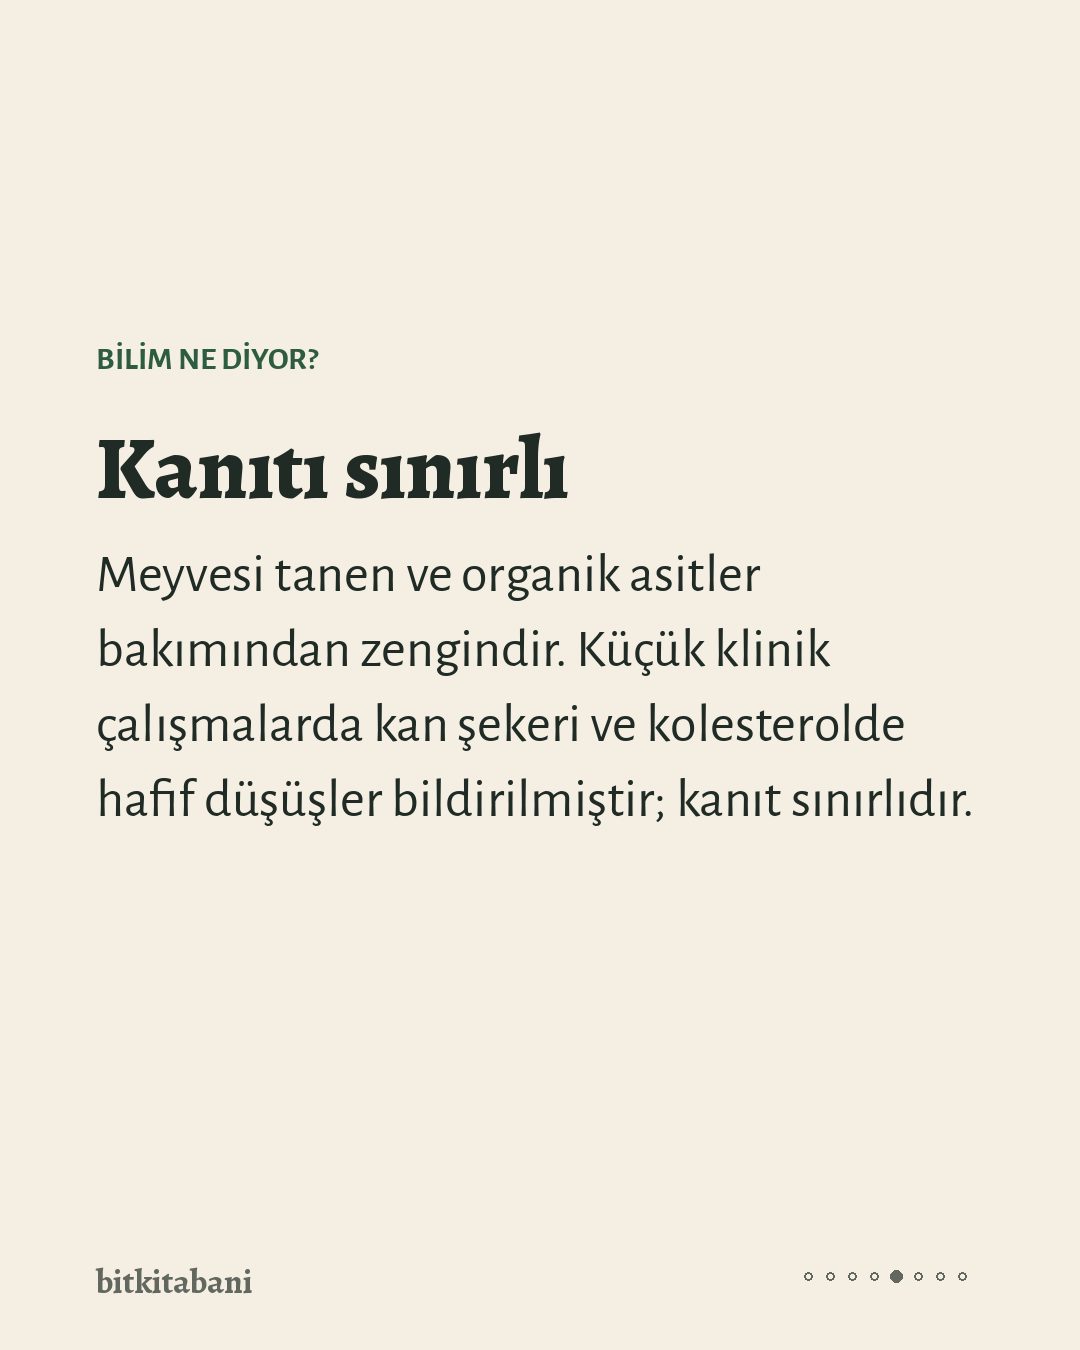 BİLİM NE DİYOR?
Kanıtı sınırlı
Meyvesi tanen ve organik asitler
bakımından zengindir. Küçük klinik
çalışmalarda kan şekeri ve kolesterolde
hafif düşüşler bildirilmiştir; kanıt sınırlıdır.
bitkitabani